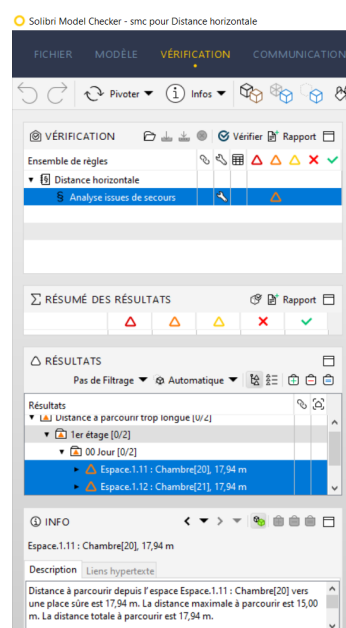 Solibri Model Checker - smc pour Distance horizontale
FICHIER MODÈLE VÉRIFICATION COMMUNICATION
Pivoter Infos
VÉRIFICATION Vérifier Rapport
Ensemble de règles
Distance horizontale
§ Analyse issues de secours
RÉSUMÉ DES RÉSULTATS Rapport
RÉSULTATS
Pas de Filtrage Automatique
Résultats
Distance à parcourir trop longue [0/2]
1er étage [0/2]
00 Jour [0/2]
Espace.1.11 : Chambre[20], 17,94 m
Espace.1.12 : Chambre[21], 17,94 m
INFO
Espace.1.11 : Chambre[20], 17,94 m
Description Liens hypertexte
Distance à parcourir depuis l'espace Espace.1.11 : Chambre[20] vers
une place sûre est 17,94 m. La distance maximale à parcourir est 15,00
m. La distance totale à parcourir est 17,94 m.